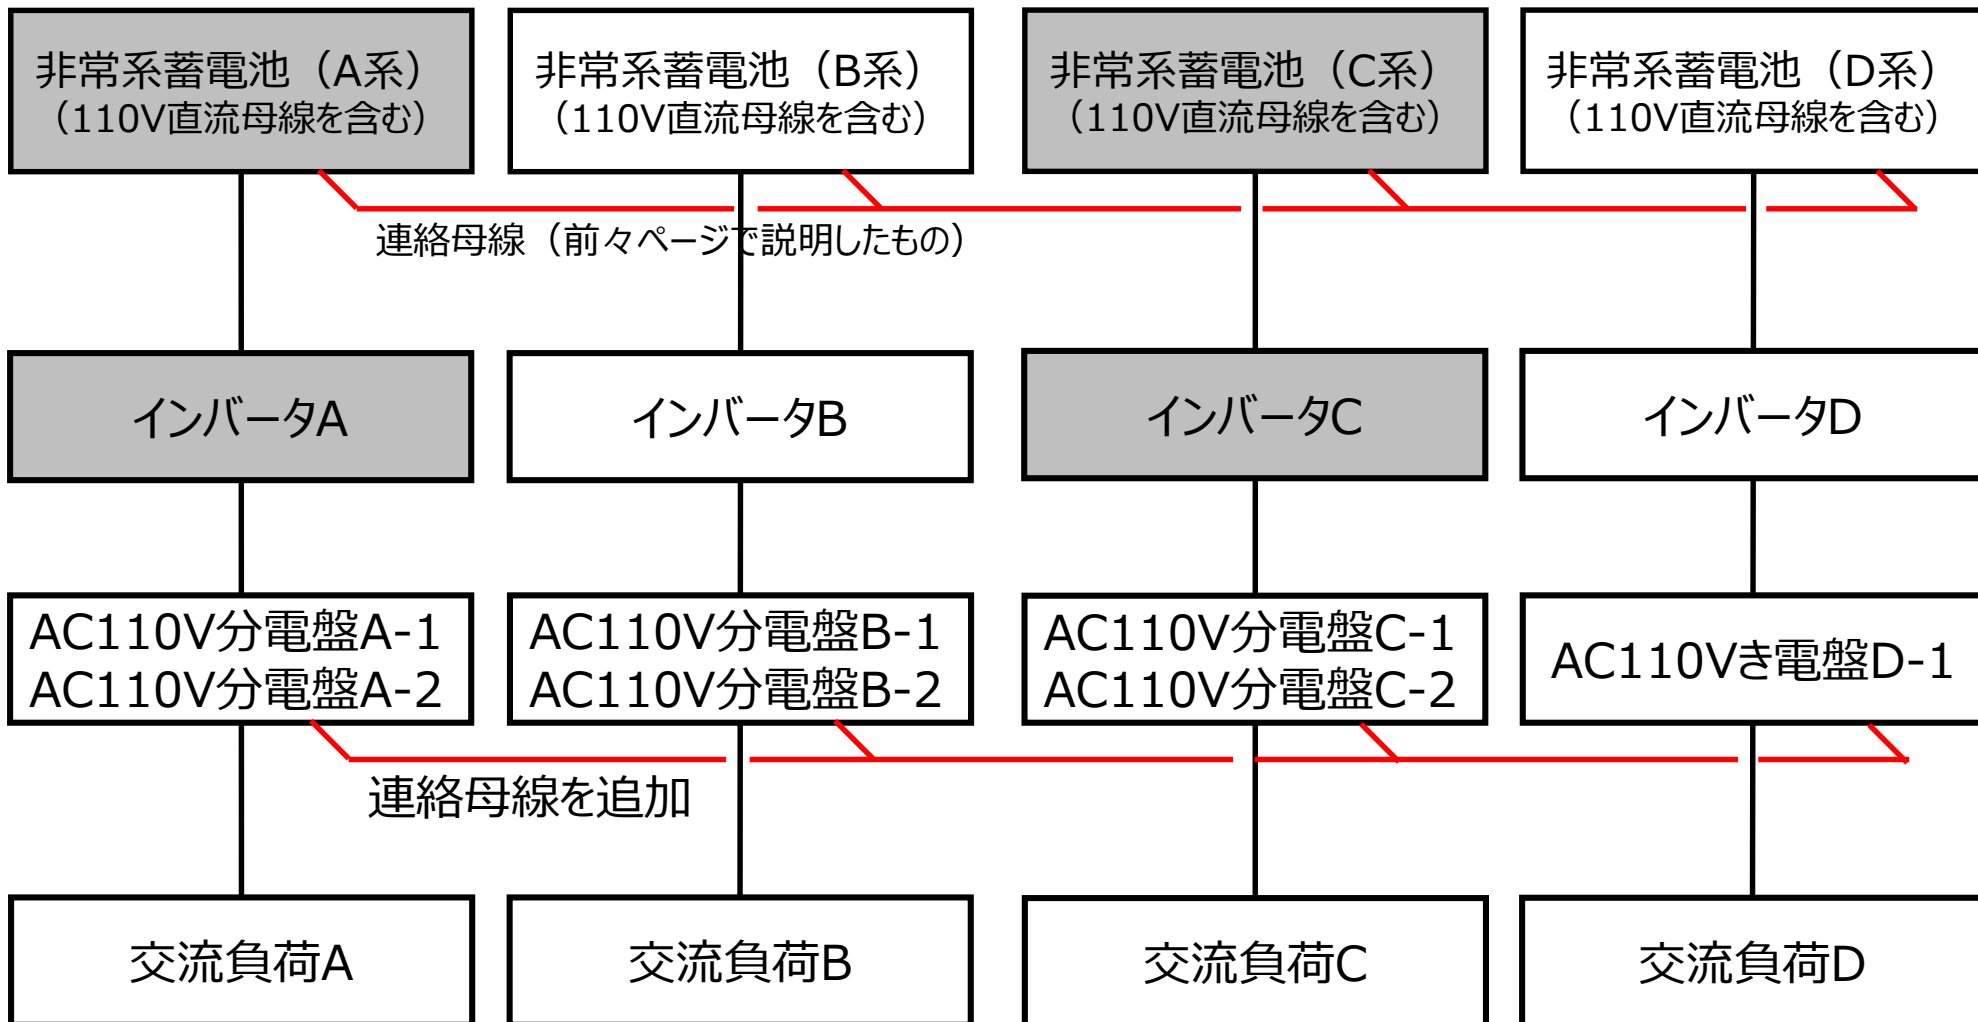 非常系蓄電池（A系）
（110V直流母線を含む）
非常系蓄電池（B系）
（110V直流母線を含む）
非常系蓄電池（C系）
（110V直流母線を含む）
非常系蓄電池（D系）
（110V直流母線を含む）
連絡母線（前々ページで説明したもの）
インバータA
インバータB
インバータC
インバータD
AC110V分電盤A-1
AC110V分電盤A-2
AC110V分電盤B-1
AC110V分電盤B-2
AC110V分電盤C-1
AC110V分電盤C-2
AC110Vき電盤D-1
連絡母線を追加
交流負荷A
交流負荷B
交流負荷C
交流負荷D